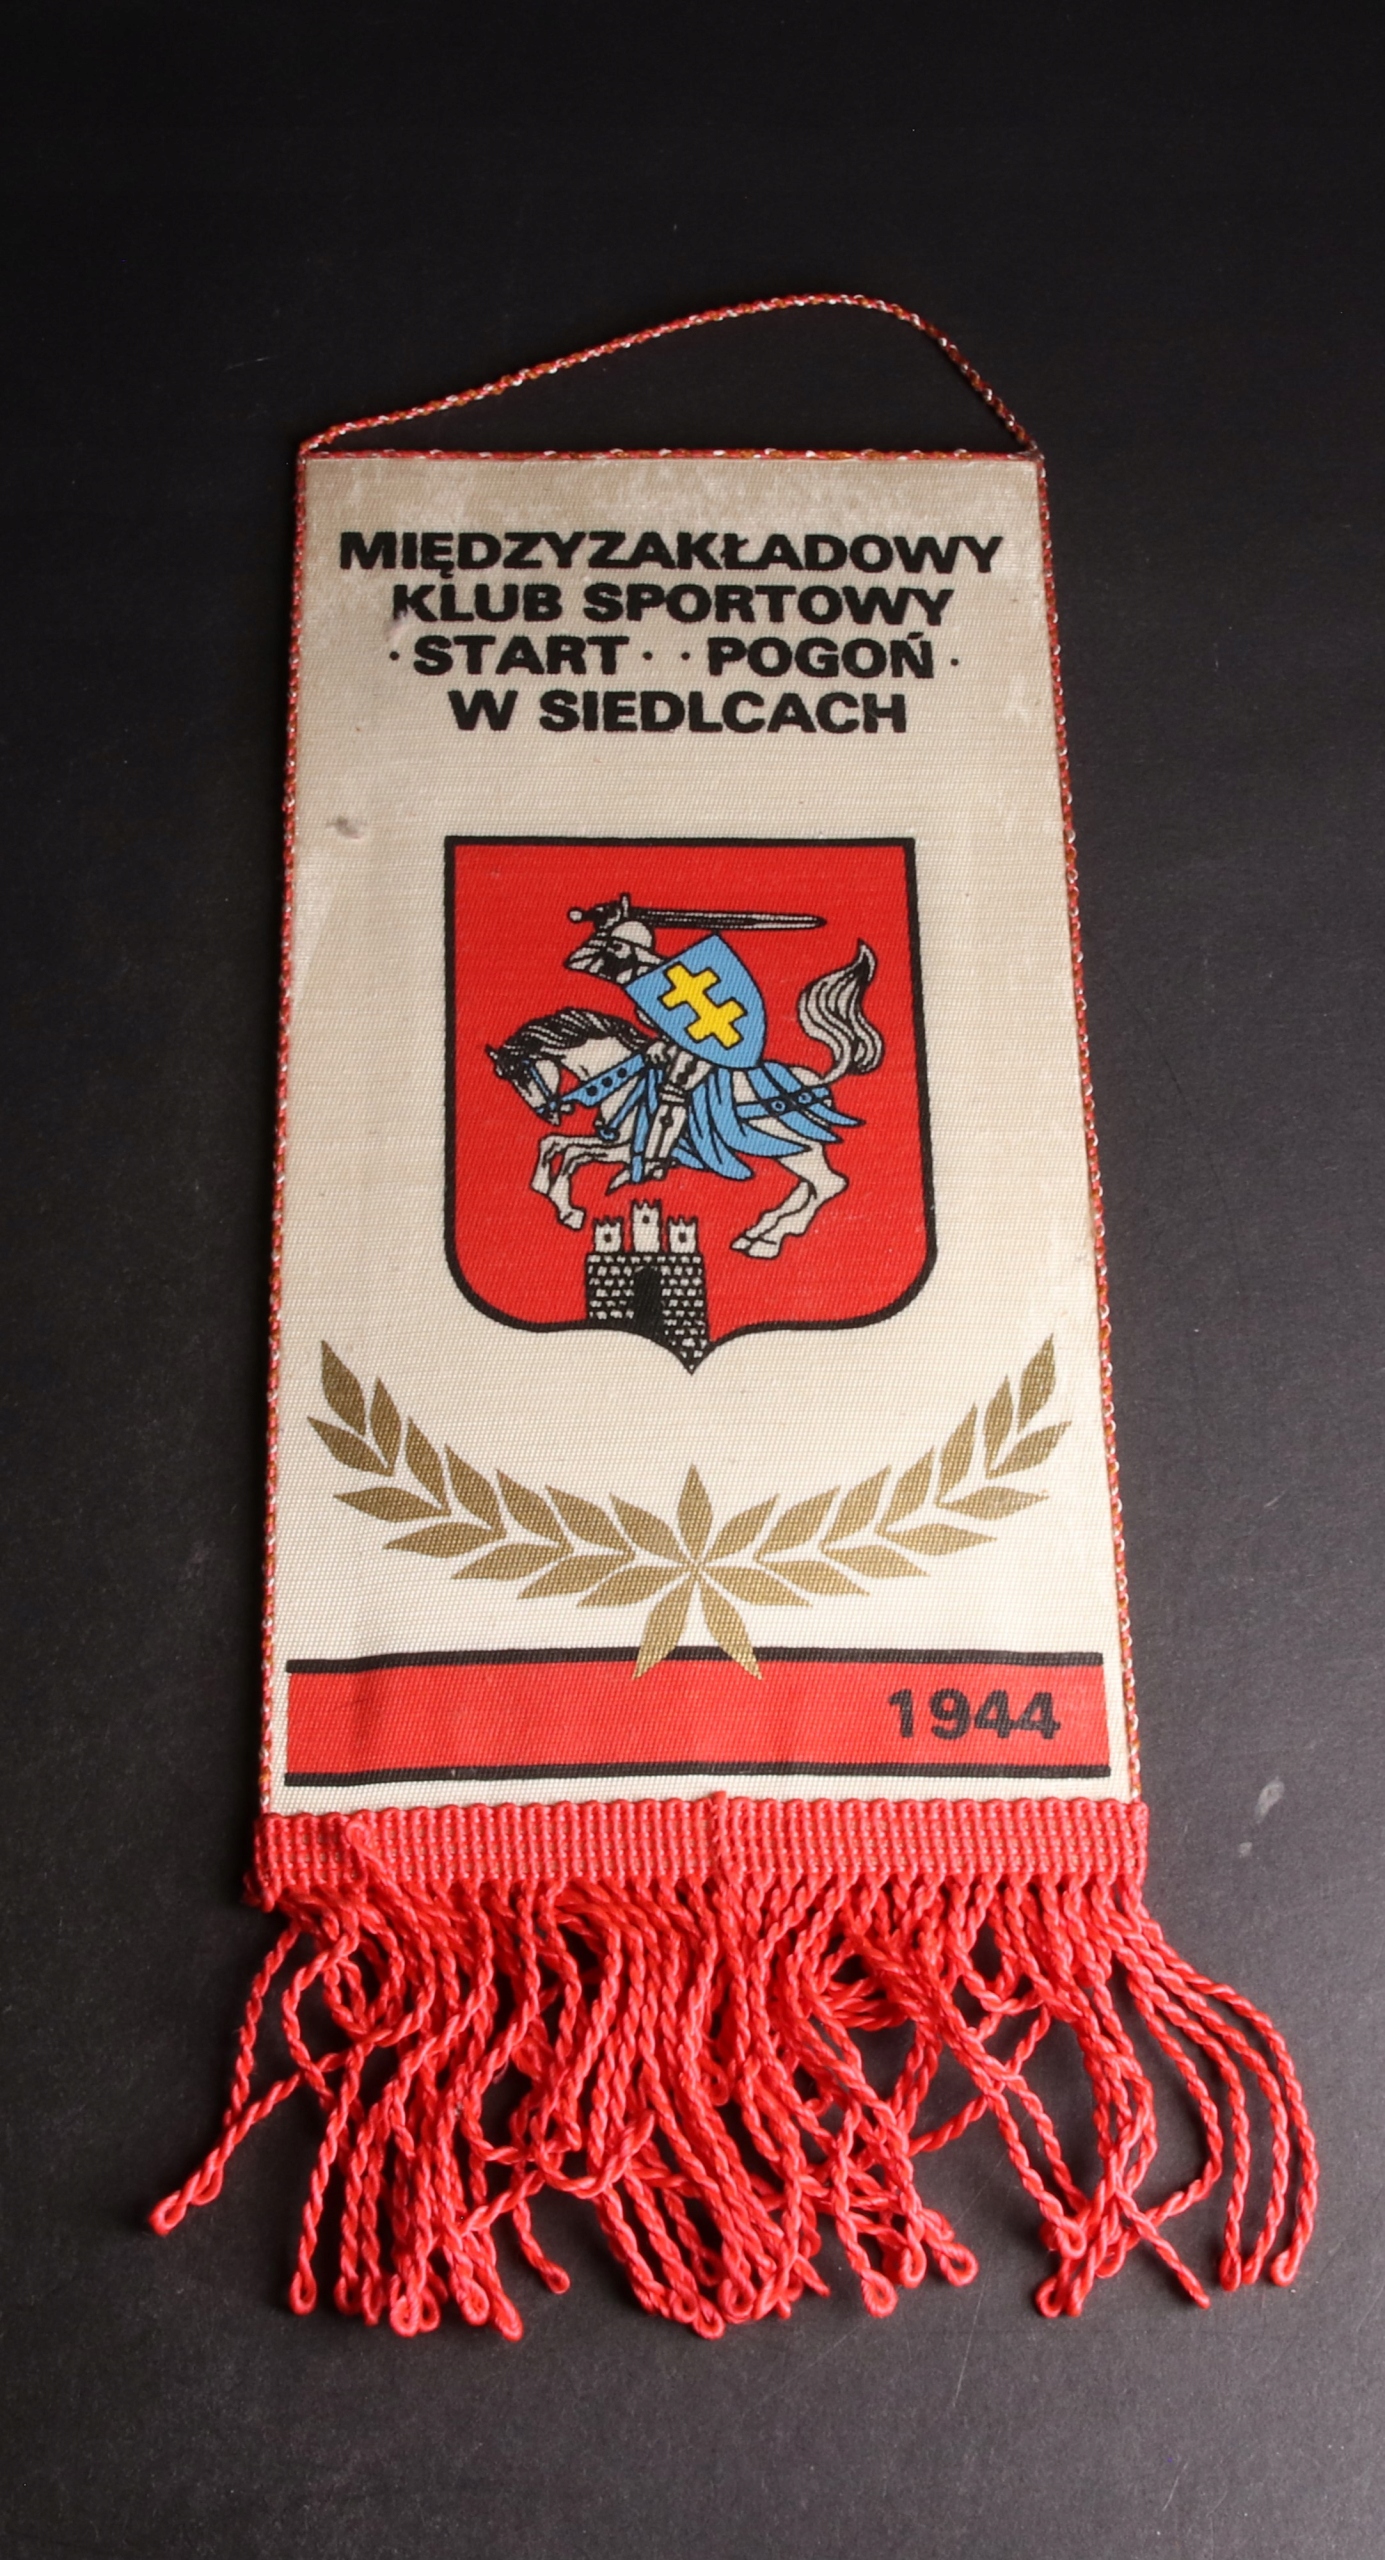 MIĘDZYZAKŁADOWY
KLUB SPORTOWY
·START· ·POGOŃ·
W SIEDLCACH
1944